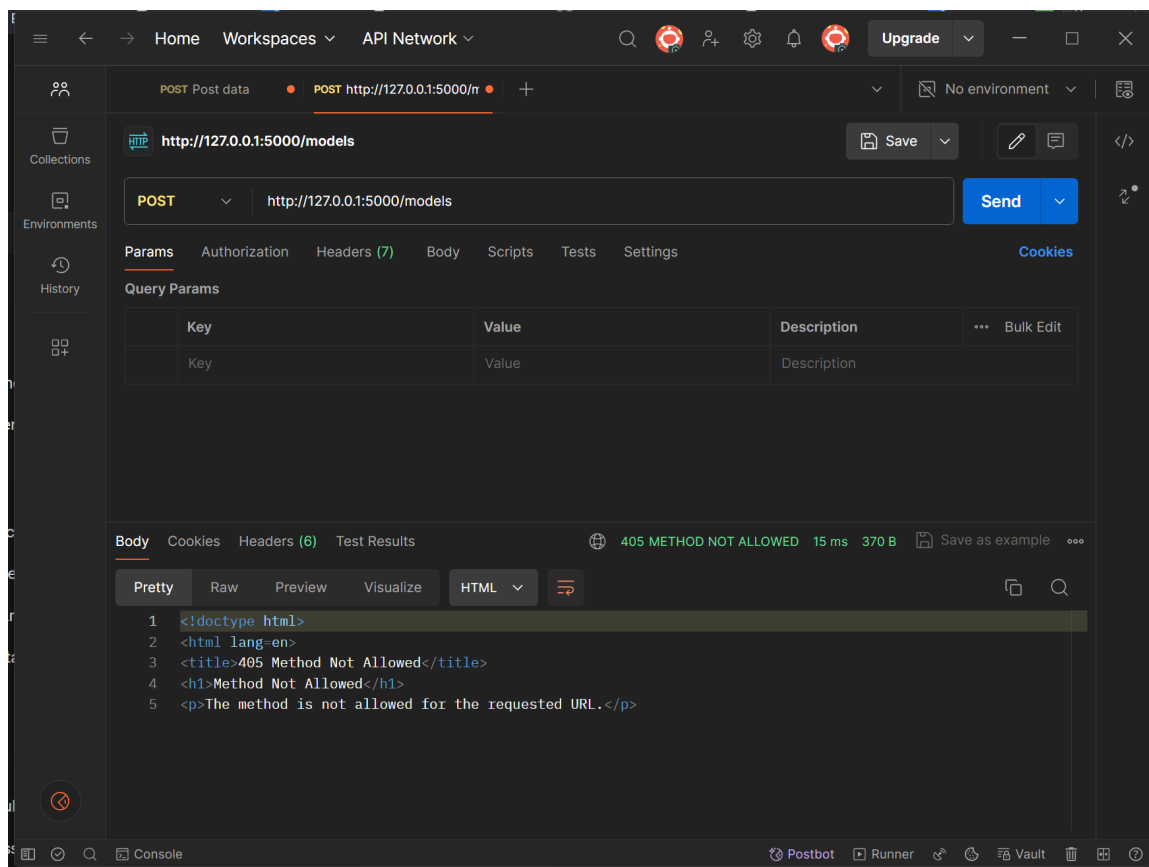 Home Workspaces API Network Upgrade
POST Post data POST http://127.0.0.1:5000/m No environment
HTTP http://127.0.0.1:5000/models Save
Collections
POST http://127.0.0.1:5000/models Send
Environments
Params Authorization Headers (7) Body Scripts Tests Settings Cookies
History
Query Params
Key Value Description Bulk Edit
Key Value Description
Body Cookies Headers (6) Test Results 405 METHOD NOT ALLOWED 15 ms 370 B Save as example
Pretty Raw Preview Visualize HTML
1 <!doctype html>
2 <html lang=en>
3 <title>405 Method Not Allowed</title>
4 <h1>Method Not Allowed</h1>
5 <p>The method is not allowed for the requested URL.</p>
Console Postbot Runner Vault